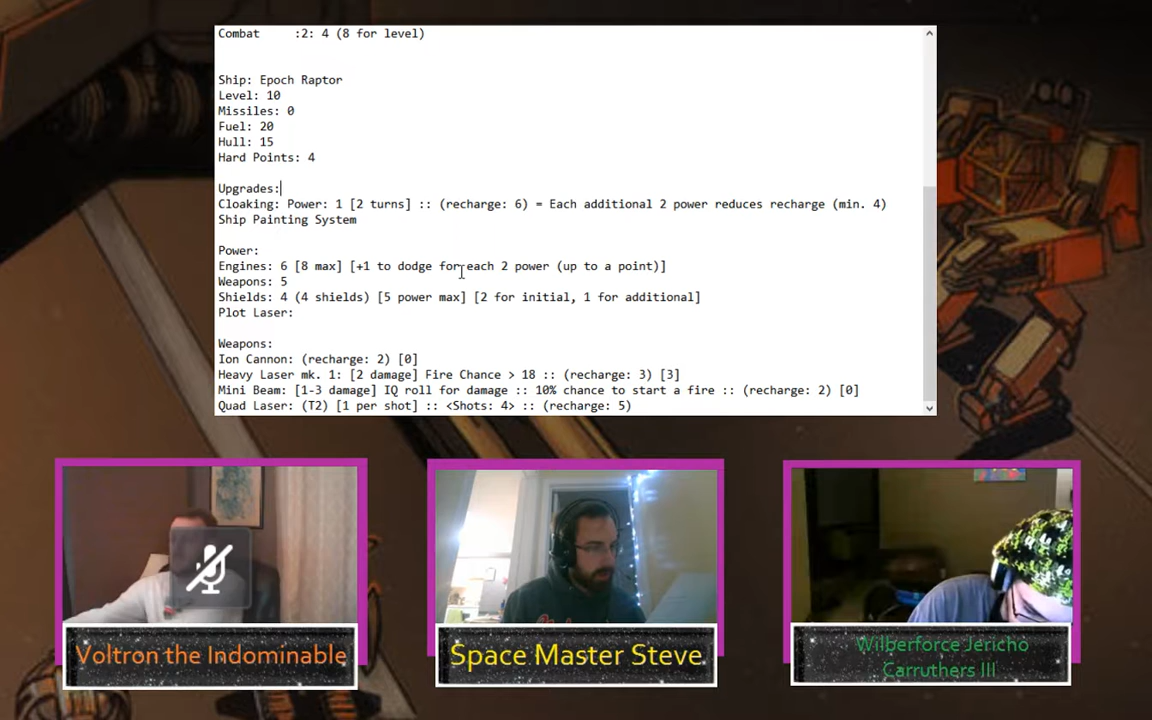 Combat    :2: 4 (8 for level)
Ship: Epoch Raptor
Level: 10
Missiles: 0
Fuel: 20
Hull: 15
Hard Points: 4
Upgrades:
Cloaking: Power: 1 [2 turns] :: (recharge: 6) = Each additional 2 power reduces recharge (min. 4)
Ship Painting System
Power:
Engines: 6 [8 max] [+1 to dodge for each 2 power (up to a point)]
Weapons: 5
Shields: 4 (4 shields) [5 power max] [2 for initial, 1 for additional]
Plot Laser:
Weapons:
Ion Cannon: (recharge: 2) [0]
Heavy Laser mk. 1: [2 damage] Fire Chance > 18 :: (recharge: 3) [3]
Mini Beam: [1-3 damage] IQ roll for damage :: 10% chance to start a fire :: (recharge: 2) [0]
Quad Laser: (T2) [1 per shot] :: <Shots: 4> :: (recharge: 5)
Voltron the Indominable
Space Master Steve
Wilberforce Jericho
Carruthers III